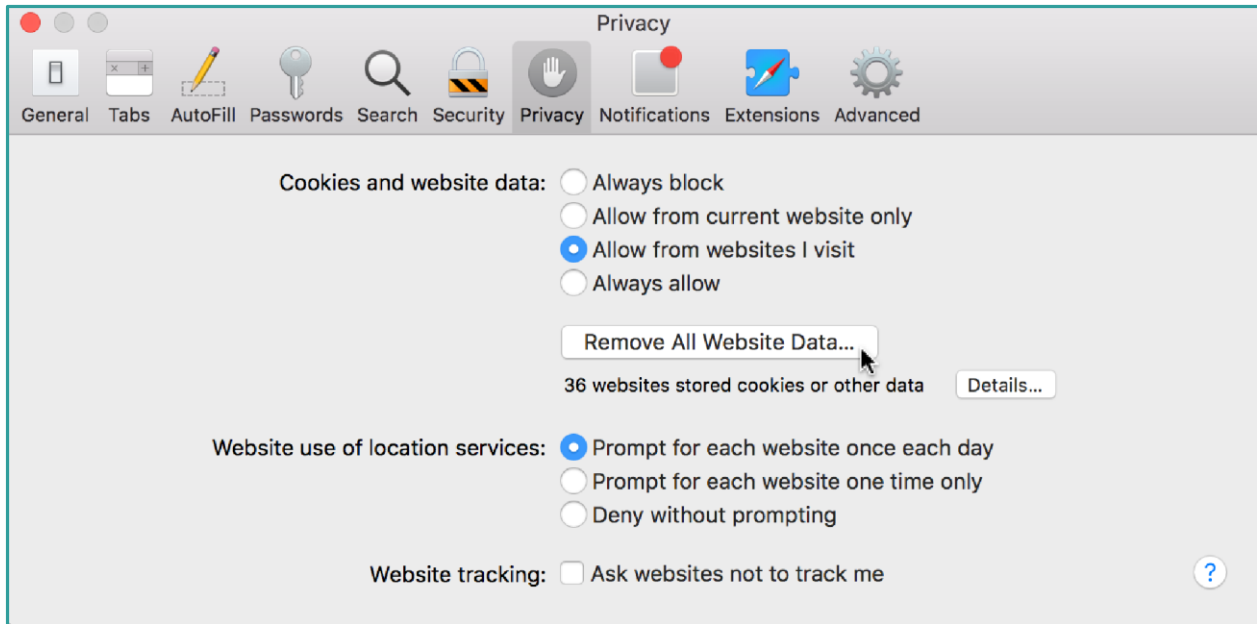 Privacy
General Tabs AutoFill Passwords Search Security Privacy Notifications Extensions Advanced
Cookies and website data: Always block
Allow from current website only
Allow from websites I visit
Always allow
Remove All Website Data...
36 websites stored cookies or other data Details...
Website use of location services: Prompt for each website once each day
Prompt for each website one time only
Deny without prompting
Website tracking: Ask websites not to track me ?